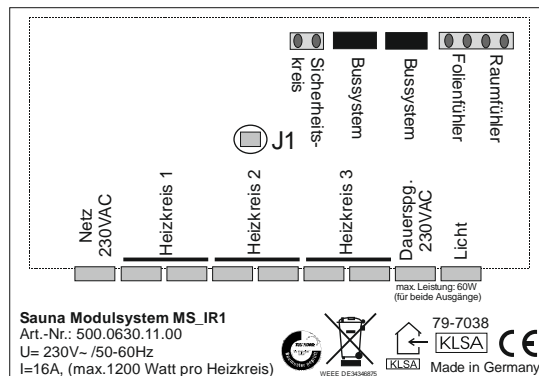 Sicherheits-
kreis
Bussystem
Bussystem
Folienfühler
Raumfühler
J1
Netz
230VAC
Heizkreis 1
Heizkreis 2
Heizkreis 3
Dauerspg.
230VAC
Licht
max. Leistung: 60W
(für beide Ausgänge)
Sauna Modulsystem MS_IR1
Art.-Nr.: 500.0630.11.00
U= 230V~ /50-60Hz
I=16A, (max.1200 Watt pro Heizkreis)
WEEE DE34346875
KLSA
79-7038
KLSA
CE
Made in Germany